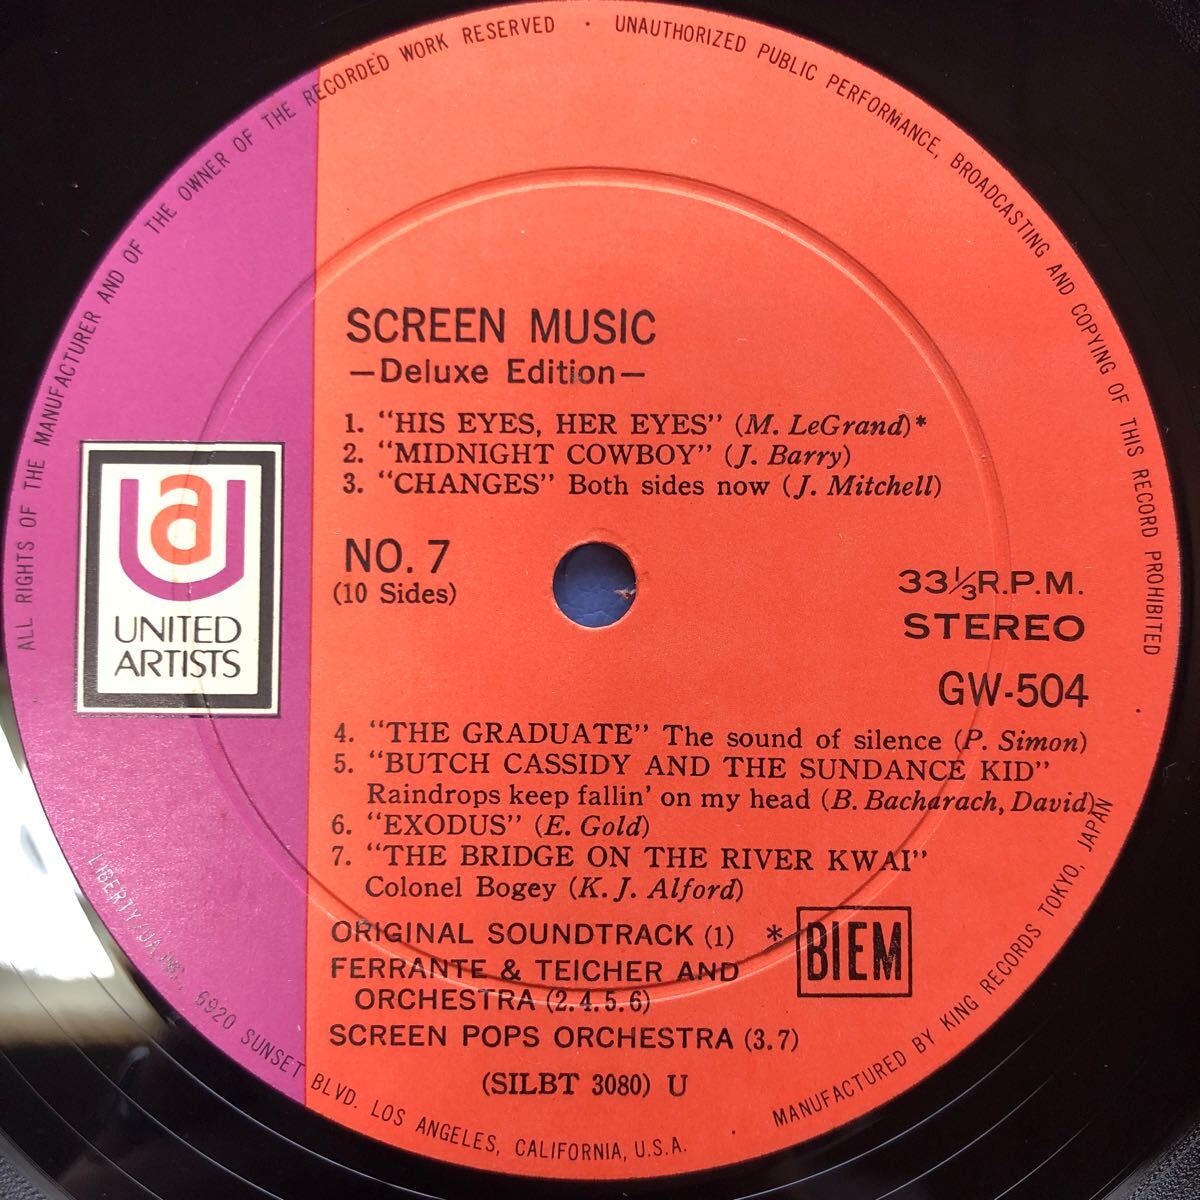 ALL RIGHTS OF THE MANUFACTURER AND OF THE OWNER OF THE RECORDED WORK RESERVED · UNAUTHORIZED PUBLIC PERFORMANCE, BROADCASTING AND COPYING OF THIS RECORD PROHIBITED
SCREEN MUSIC
—Deluxe Edition—
1. "HIS EYES, HER EYES" (M. LeGrand)*
2. "MIDNIGHT COWBOY" (J. Barry)
3. "CHANGES" Both sides now (J. Mitchell)
NO. 7
(10 Sides)
33⅓R.P.M.
STEREO
GW-504
ua
UNITED
ARTISTS
4. "THE GRADUATE" The sound of silence (P. Simon)
5. "BUTCH CASSIDY AND THE SUNDANCE KID"
Raindrops keep fallin' on my head (B. Bacharach, David)
6. "EXODUS" (E. Gold)
7. "THE BRIDGE ON THE RIVER KWAI"
Colonel Bogey (K. J. Alford)
ORIGINAL SOUNDTRACK (1) * BIEM
FERRANTE & TEICHER AND
ORCHESTRA (2.4.5.6)
SCREEN POPS ORCHESTRA (3.7)
(SILBT 3080) U
LIBERTY/UA, INC. 6920 SUNSET BLVD. LOS ANGELES, CALIFORNIA, U.S.A. · MANUFACTURED BY KING RECORDS TOKYO, JAPAN